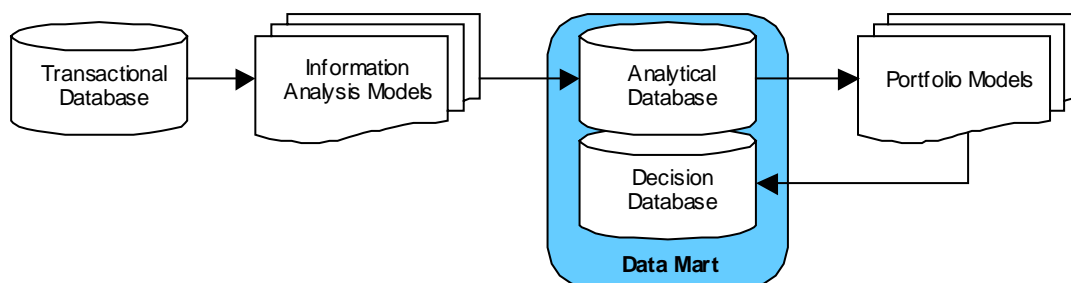 Transactional
Database
Information
Analysis Models
Analytical
Database
Portfolio Models
Decision
Database
Data Mart